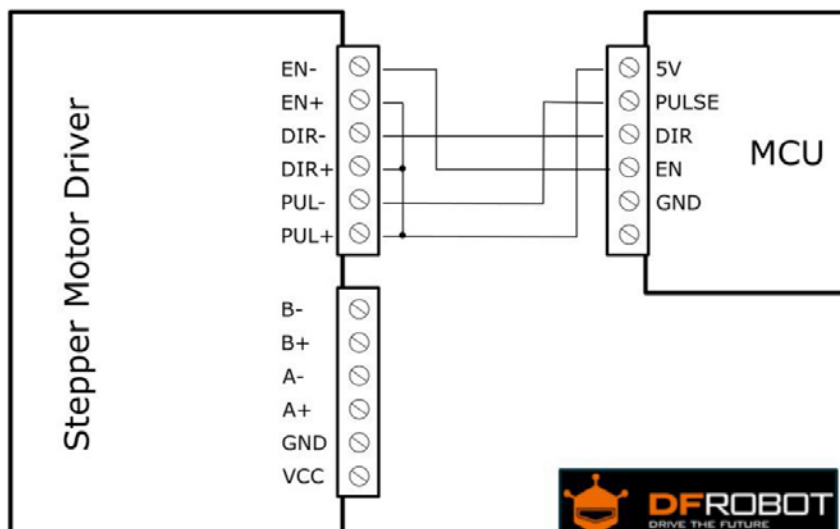 Stepper Motor Driver
EN-
EN+
DIR-
DIR+
PUL-
PUL+
B-
B+
A-
A+
GND
VCC
5V
PULSE
DIR
EN
GND
MCU
DFROBOT
DRIVE THE FUTURE